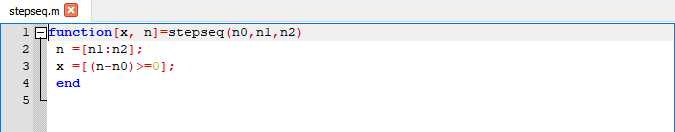 stepseq.m
1 function[x, n]=stepseq(n0,n1,n2)
2 n =[n1:n2];
3 x =[(n-n0)>=0];
4 end
5